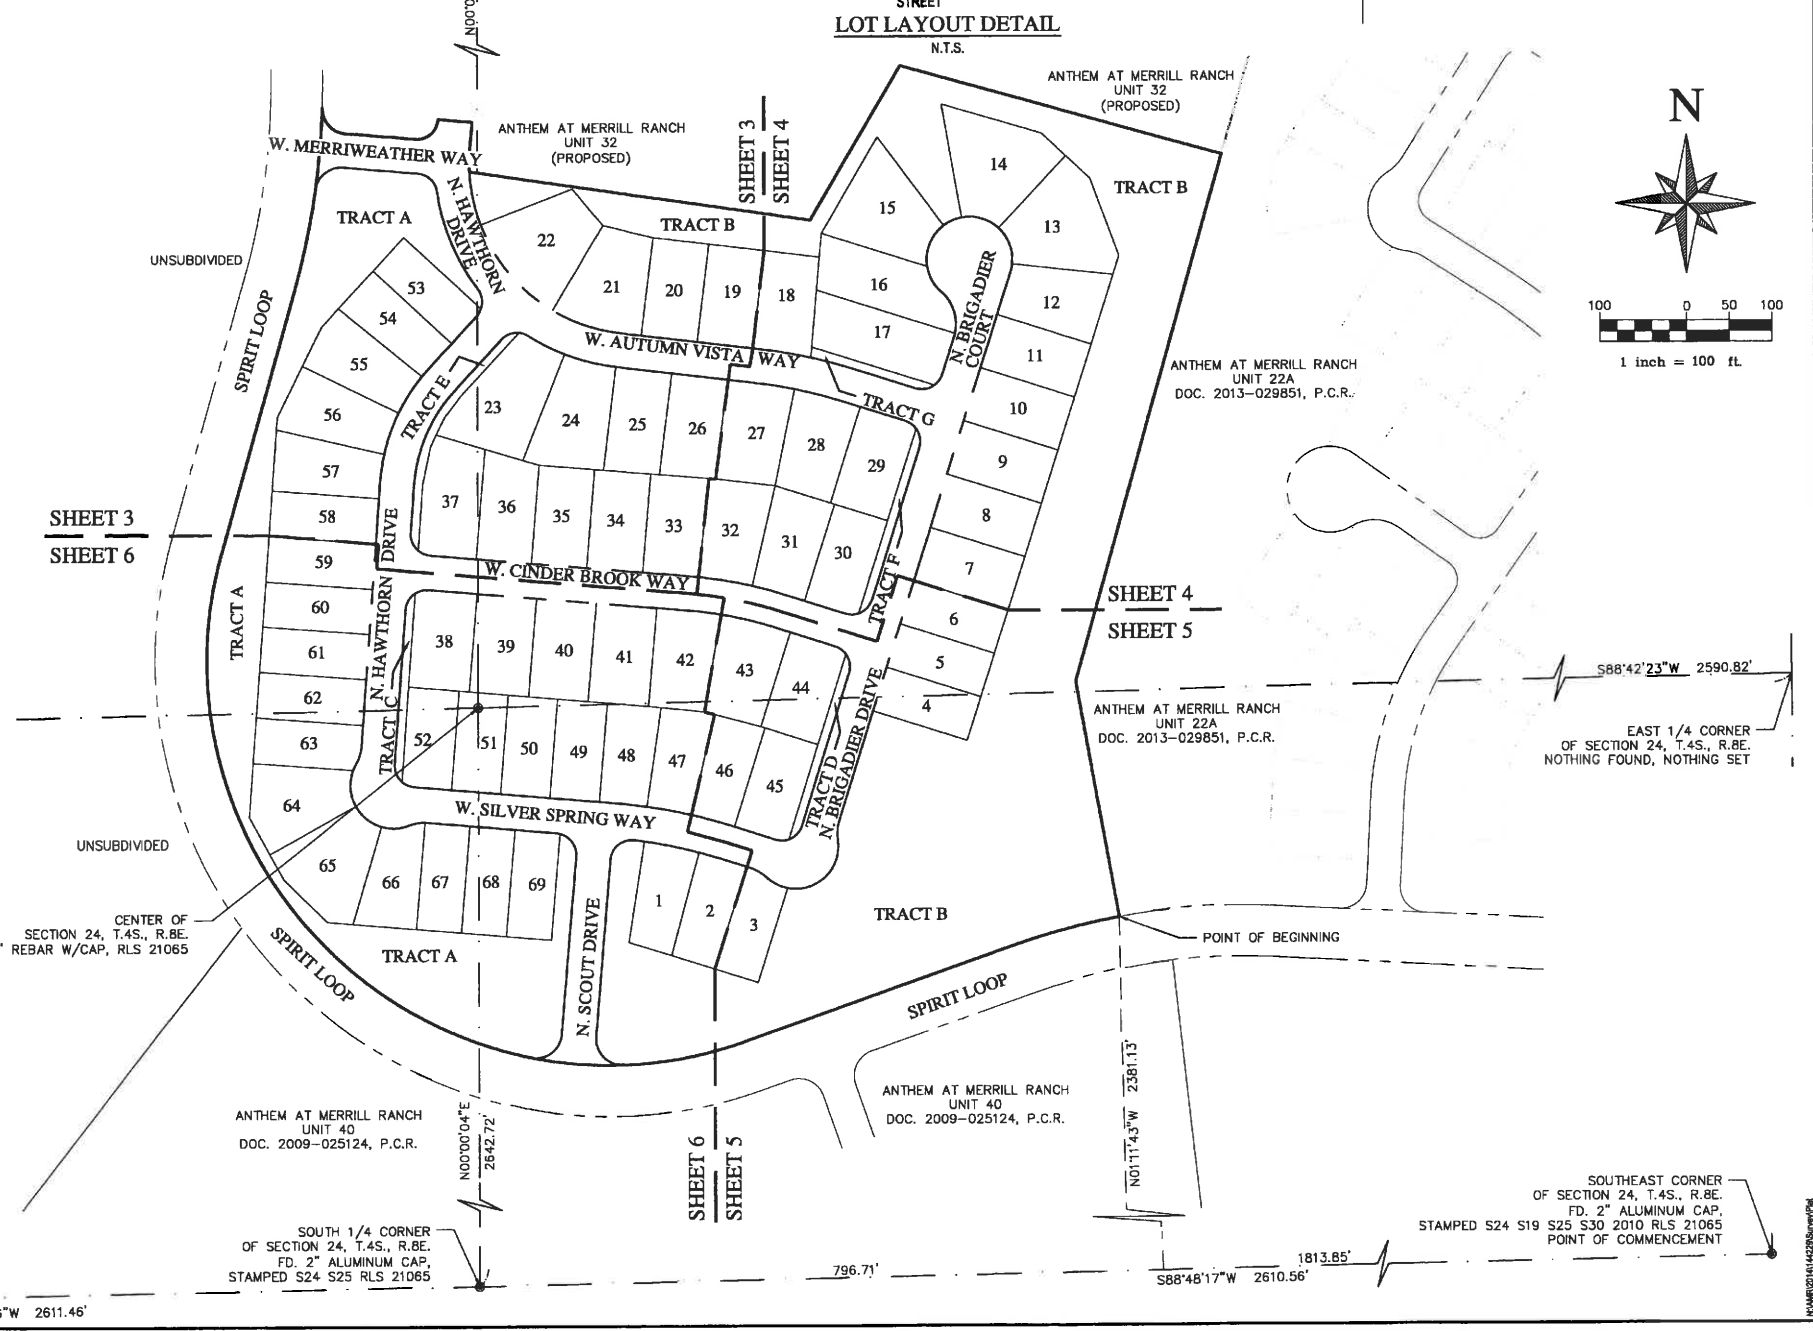 STREET
LOT LAYOUT DETAIL
N.T.S.
ANTHEM AT MERRILL RANCH
UNIT 32
(PROPOSED)
ANTHEM AT MERRILL RANCH
UNIT 32
(PROPOSED)
SHEET 3
SHEET 4
N
W. MERRIWEATHER WAY
N. HAWTHORN
DRIVE
TRACT A
TRACT B
TRACT B
UNSUBDIVIDED
SPIRIT LOOP
14
15
13
22
16
12
21
20
19
18
17
11
N. BRIGADIER
COURT
53
54
55
56
57
58
W. AUTUMN VISTA WAY
TRACT E
TRACT G
100 0 50 100
1 inch = 100 ft.
ANTHEM AT MERRILL RANCH
UNIT 22A
DOC. 2013-029851, P.C.R.
23
24
25
26
27
28
29
10
9
8
7
37
36
35
34
33
32
31
30
SHEET 3
SHEET 6
N. HAWTHORN DRIVE
W. CINDER BROOK WAY
TRACT F
SHEET 4
SHEET 5
59
60
61
62
63
64
TRACT A
TRACT C
38
39
40
41
42
43
44
6
5
4
52
51
50
49
48
47
46
45
TRACT D
N. BRIGADIER DRIVE
S88°42'23"W 2590.82'
ANTHEM AT MERRILL RANCH
UNIT 22A
DOC. 2013-029851, P.C.R.
EAST 1/4 CORNER
OF SECTION 24, T.4S., R.8E.
NOTHING FOUND, NOTHING SET
W. SILVER SPRING WAY
UNSUBDIVIDED
65
66
67
68
69
1
2
3
N. SCOUT DRIVE
TRACT B
CENTER OF
SECTION 24, T.4S., R.8E.
" REBAR W/CAP, RLS 21065
TRACT A
SPIRIT LOOP
POINT OF BEGINNING
SPIRIT LOOP
N01°11'43"W 2381.13'
ANTHEM AT MERRILL RANCH
UNIT 40
DOC. 2009-025124, P.C.R.
ANTHEM AT MERRILL RANCH
UNIT 40
DOC. 2009-025124, P.C.R.
N00°00'04"E
2642.72'
SHEET 6
SHEET 5
SOUTHEAST CORNER
OF SECTION 24, T.4S., R.8E.
FD. 2" ALUMINUM CAP,
STAMPED S24 S19 S25 S30 2010 RLS 21065
POINT OF COMMENCEMENT
SOUTH 1/4 CORNER
OF SECTION 24, T.4S., R.8E.
FD. 2" ALUMINUM CAP,
STAMPED S24 S25 RLS 21065
796.71'
1813.85'
S88°48'17"W 2610.56'
"W 2611.46'